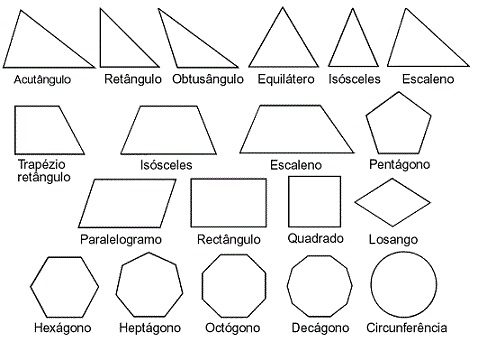 Acutângulo Retângulo Obtusângulo Equilátero Isósceles Escaleno
Trapézio
retângulo
Isósceles Escaleno Pentágono
Paralelogramo Rectângulo Quadrado Losango
Hexágono Heptágono Octógono Decágono Circunferência